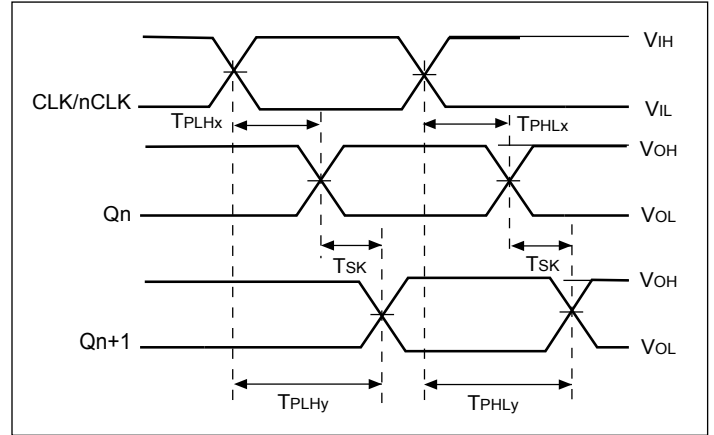 VIH
CLK/nCLK
VIL
TPLHx
TPHLx
VOH
Qn
VOL
TSK
TSK
VOH
Qn+1
VOL
TPLHy
TPHLy